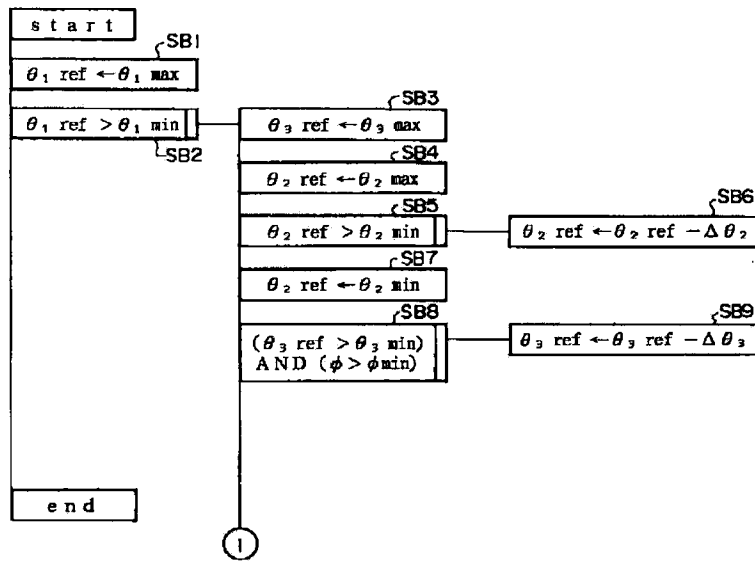 start
SB1
θ₁ ref ←θ₁ max
θ₁ ref >θ₁ min
SB2
SB3
θ₃ ref ←θ₃ max
SB4
θ₂ ref ←θ₂ max
SB5
θ₂ ref >θ₂ min
SB6
θ₂ ref ←θ₂ ref −Δθ₂
SB7
θ₂ ref ←θ₂ min
SB8
(θ₃ ref >θ₃ min)
AND (φ>φmin)
SB9
θ₃ ref ←θ₃ ref −Δθ₃
end
1